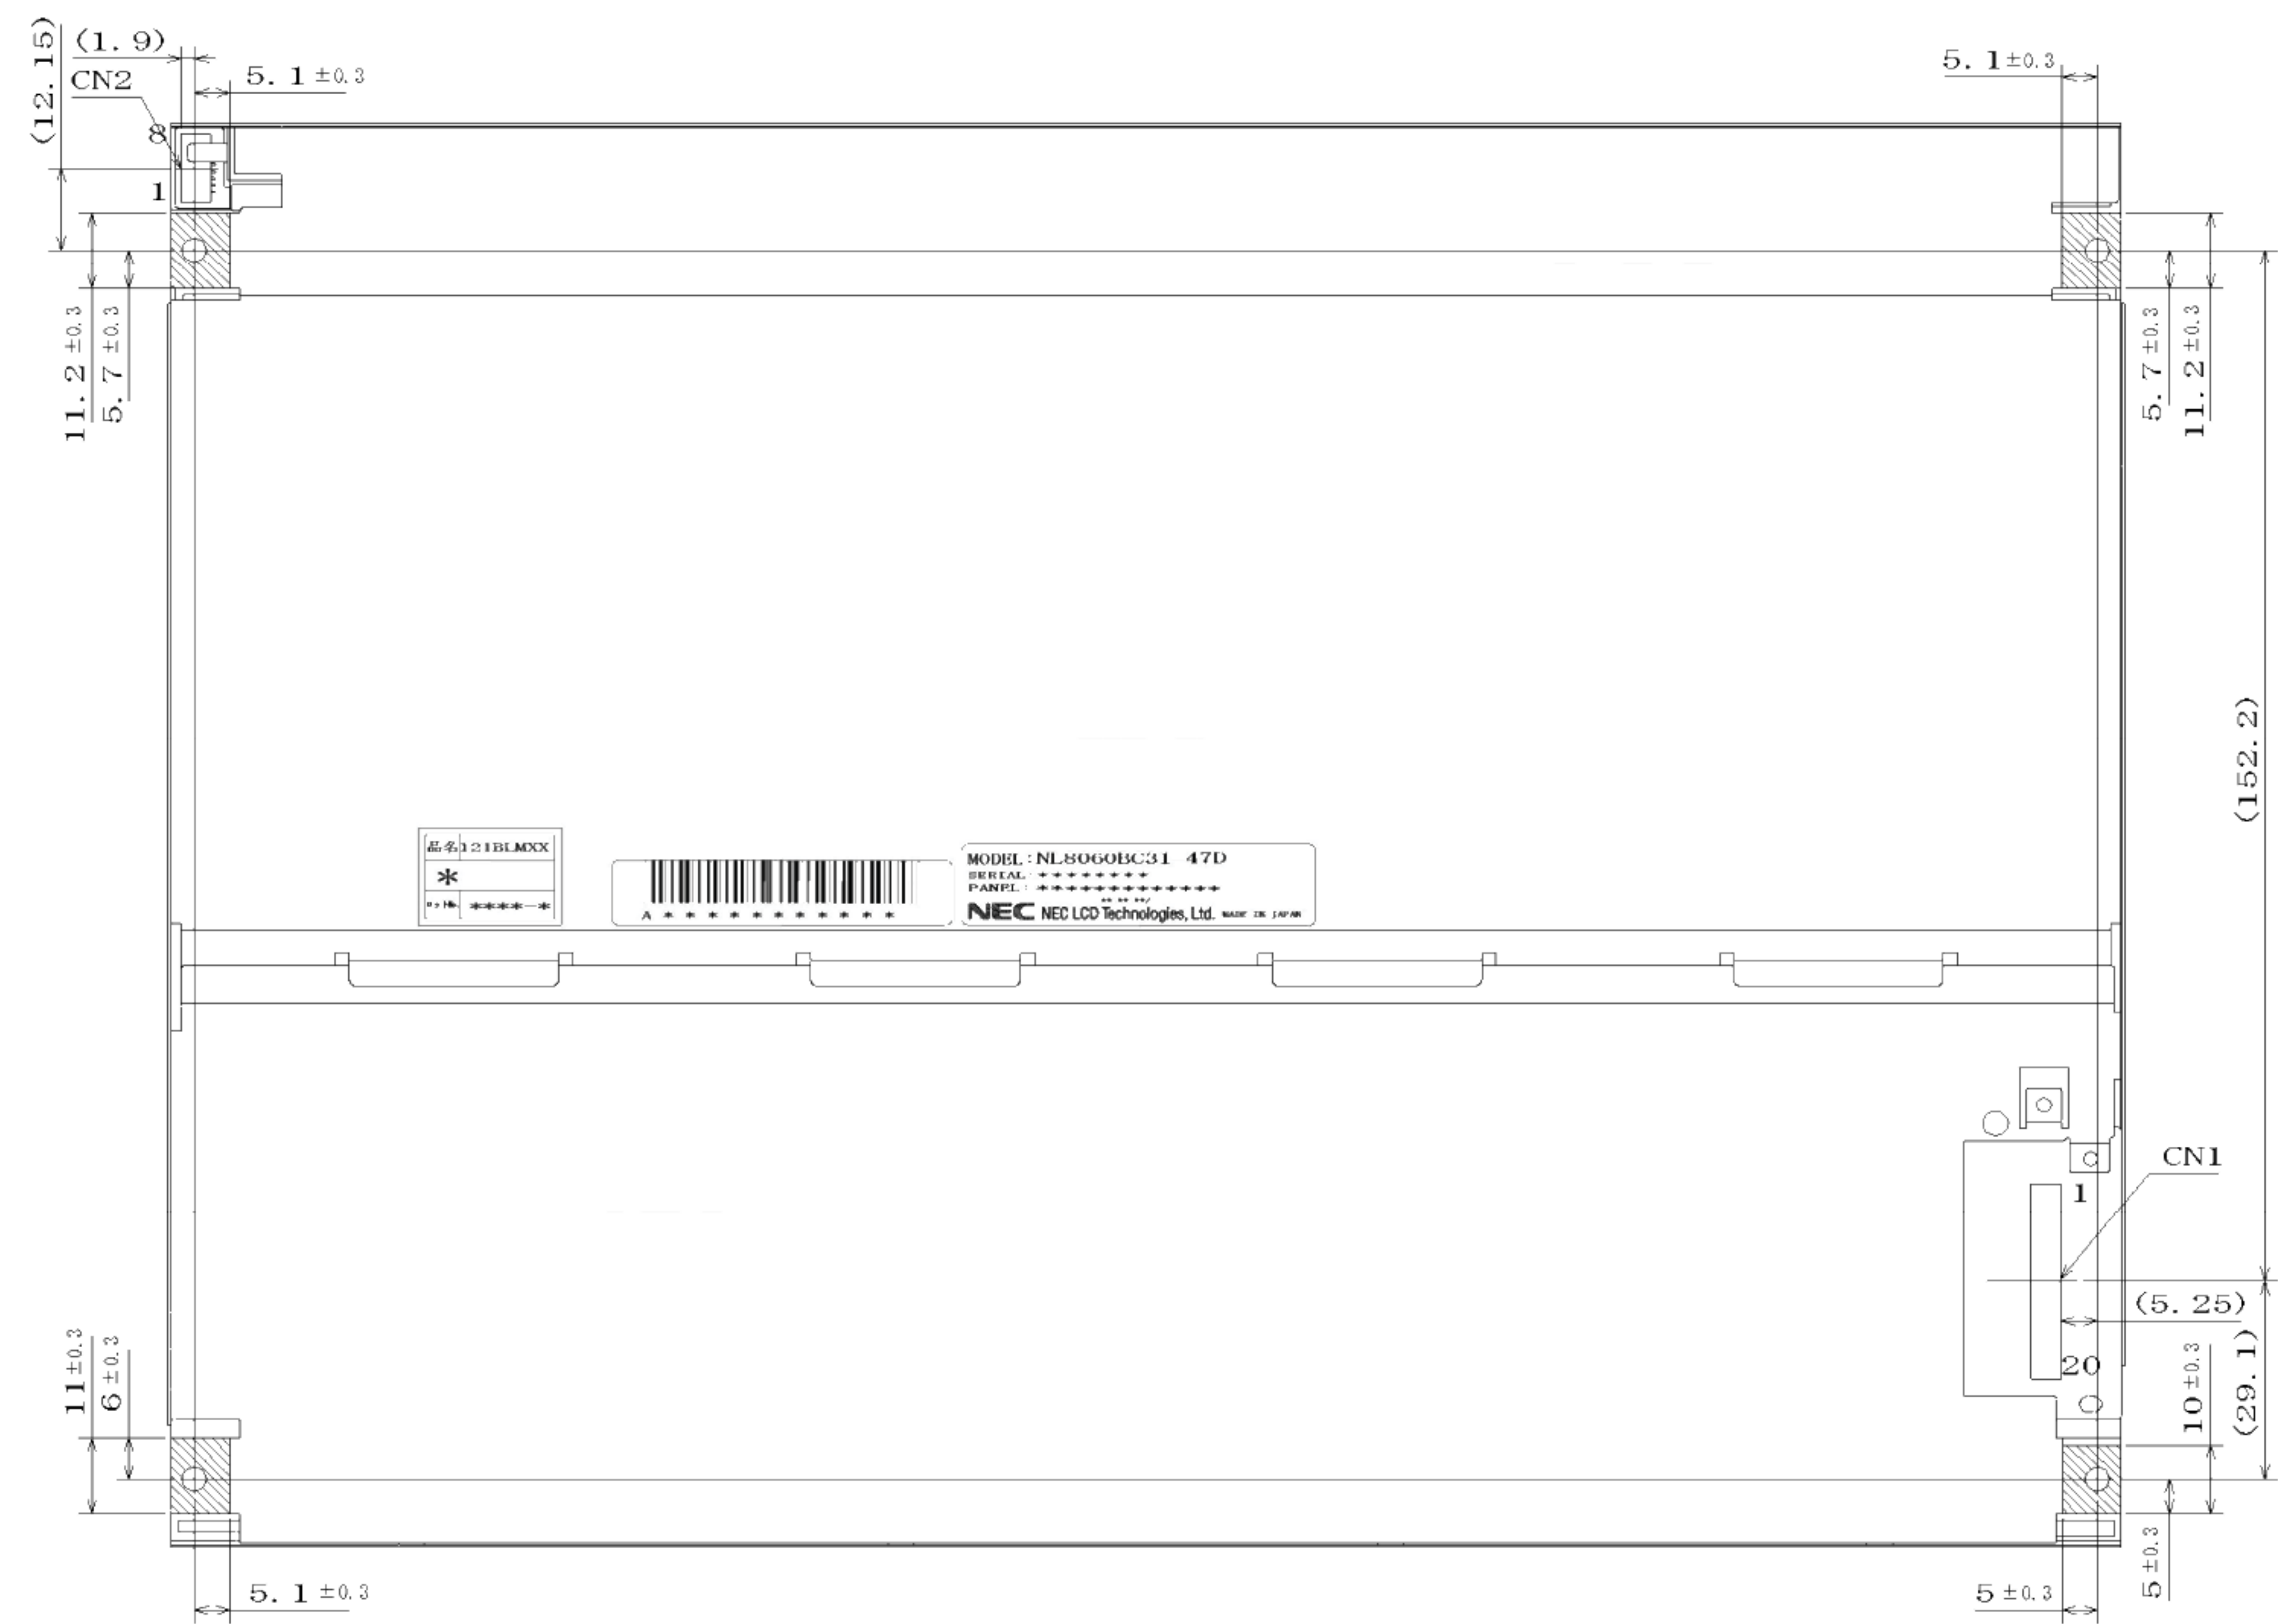 (12.15)
(1.9)
CN2
5.1±0.3
5.1±0.3
8
1
11.2±0.3
5.7±0.3
5.7±0.3
11.2±0.3
(152.2)
品名 121BLMXX
*
****-*
A * * * * * * * * * * *
MODEL : NL8060BC31 47D
SERIAL : ********
PANEL : *************
** ** **/
NEC NEC LCD Technologies, Ltd. MADE IN JAPAN
CN1
1
(5.25)
20
11±0.3
6±0.3
10±0.3
(29.1)
5.1±0.3
5±0.3
5±0.3